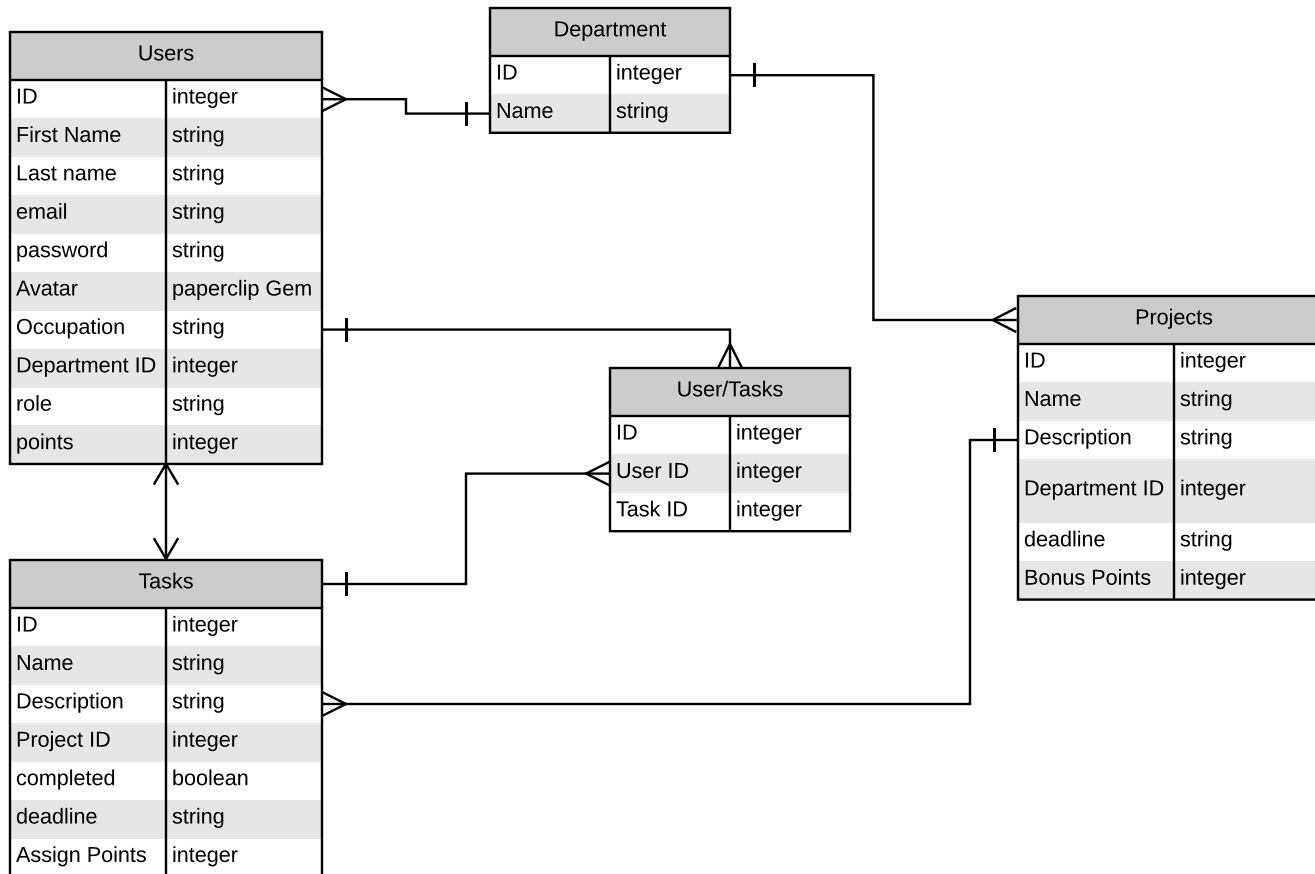 Users
ID integer
First Name string
Last name string
email string
password string
Avatar paperclip Gem
Occupation string
Department ID integer
role string
points integer
Department
ID integer
Name string
User/Tasks
ID integer
User ID integer
Task ID integer
Projects
ID integer
Name string
Description string
Department ID integer
deadline string
Bonus Points integer
Tasks
ID integer
Name string
Description string
Project ID integer
completed boolean
deadline string
Assign Points integer